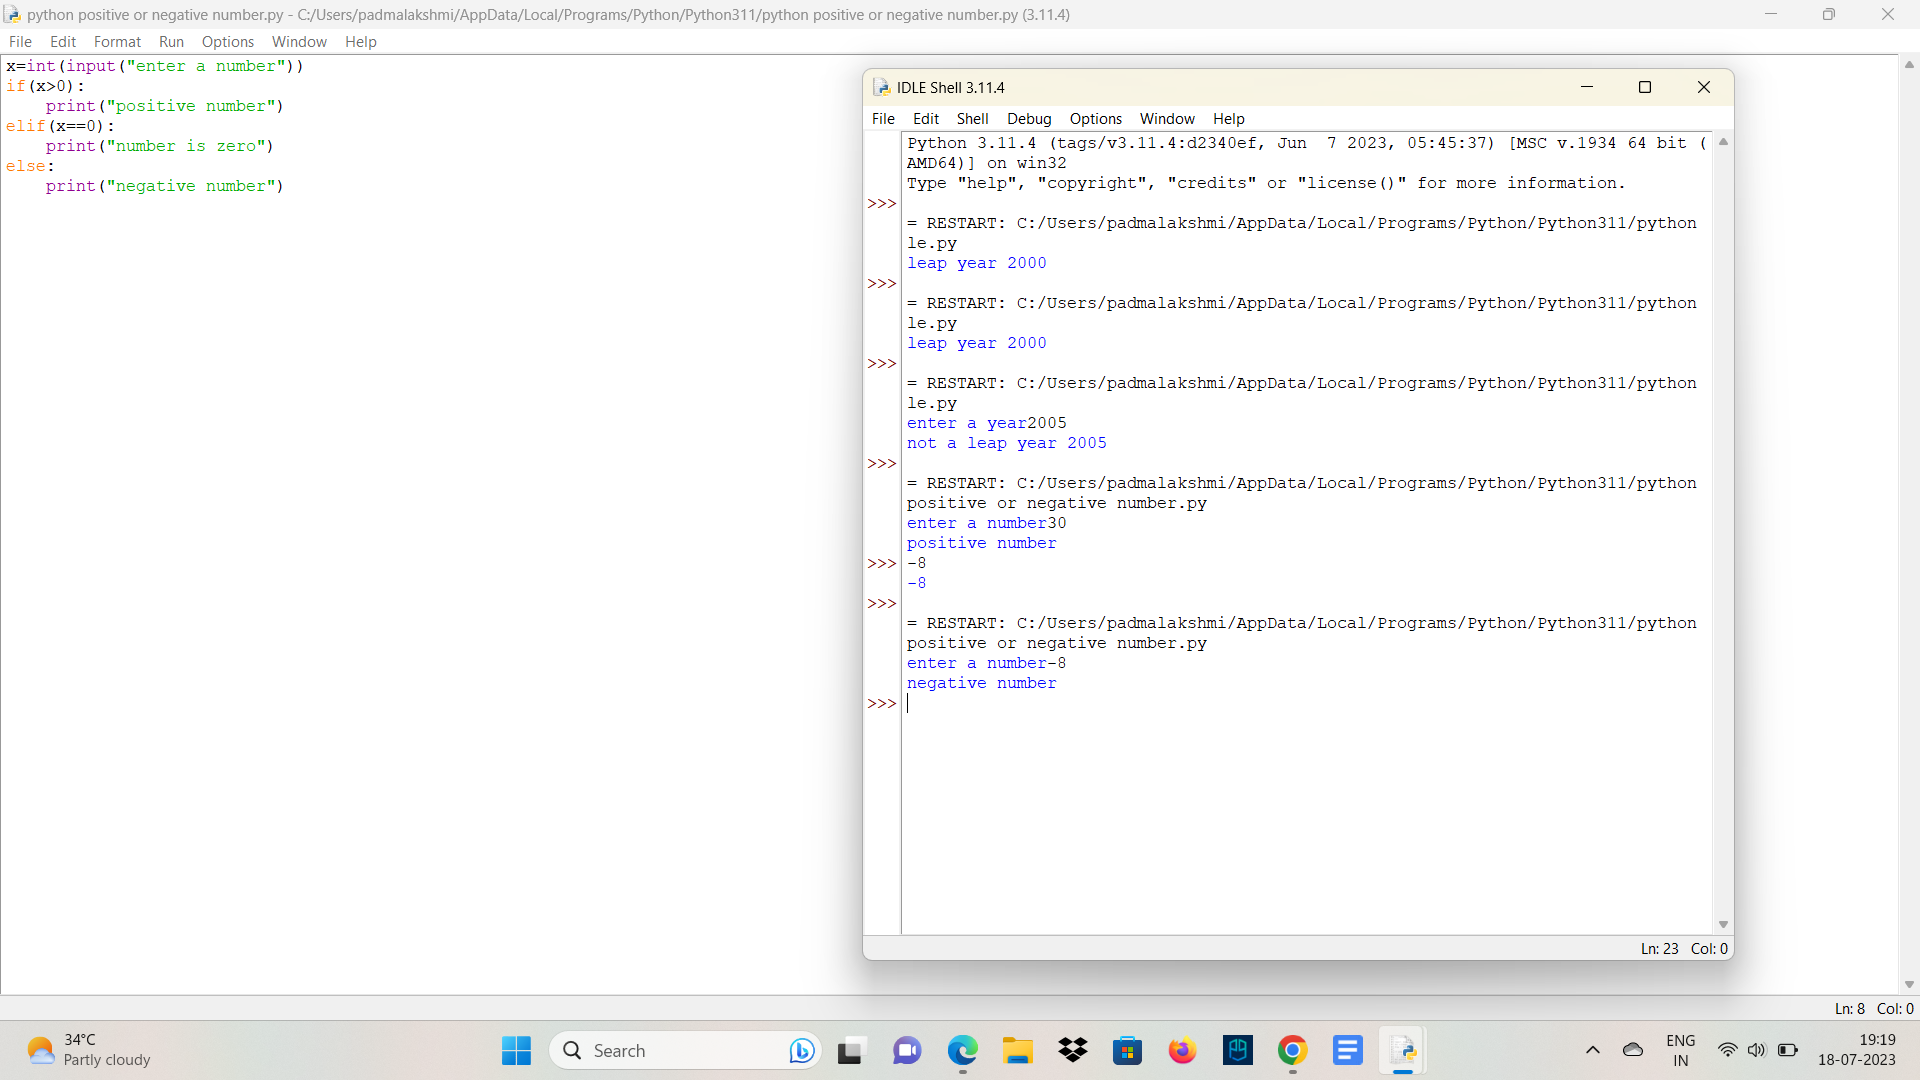 python positive or negative number.py - C:/Users/padmalakshmi/AppData/Local/Programs/Python/Python311/python positive or negative number.py (3.11.4)
File Edit Format Run Options Window Help
x=int(input("enter a number"))
if(x>0):
    print("positive number")
elif(x==0):
    print("number is zero")
else:
    print("negative number")
IDLE Shell 3.11.4
File Edit Shell Debug Options Window Help
Python 3.11.4 (tags/v3.11.4:d2340ef, Jun  7 2023, 05:45:37) [MSC v.1934 64 bit (
AMD64)] on win32
Type "help", "copyright", "credits" or "license()" for more information.
>>>
= RESTART: C:/Users/padmalakshmi/AppData/Local/Programs/Python/Python311/python
le.py
leap year 2000
>>>
= RESTART: C:/Users/padmalakshmi/AppData/Local/Programs/Python/Python311/python
le.py
leap year 2000
>>>
= RESTART: C:/Users/padmalakshmi/AppData/Local/Programs/Python/Python311/python
le.py
enter a year2005
not a leap year 2005
>>>
= RESTART: C:/Users/padmalakshmi/AppData/Local/Programs/Python/Python311/python
positive or negative number.py
enter a number30
positive number
>>> -8
-8
>>>
= RESTART: C:/Users/padmalakshmi/AppData/Local/Programs/Python/Python311/python
positive or negative number.py
enter a number-8
negative number
>>>
Ln: 23 Col: 0
Ln: 8 Col: 0
34°C
Partly cloudy
Search
ENG
IN
19:19
18-07-2023